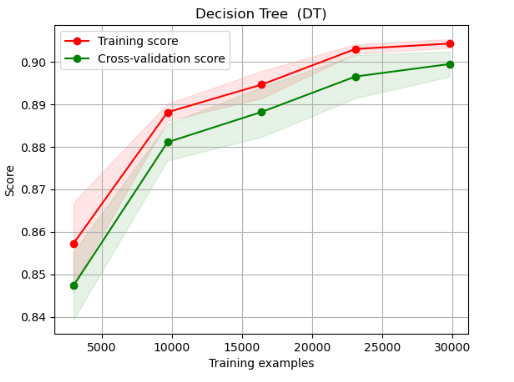 Decision Tree  (DT)
Training score
Cross-validation score
Score
0.90
0.89
0.88
0.87
0.86
0.85
0.84
5000
10000
15000
20000
25000
30000
Training examples